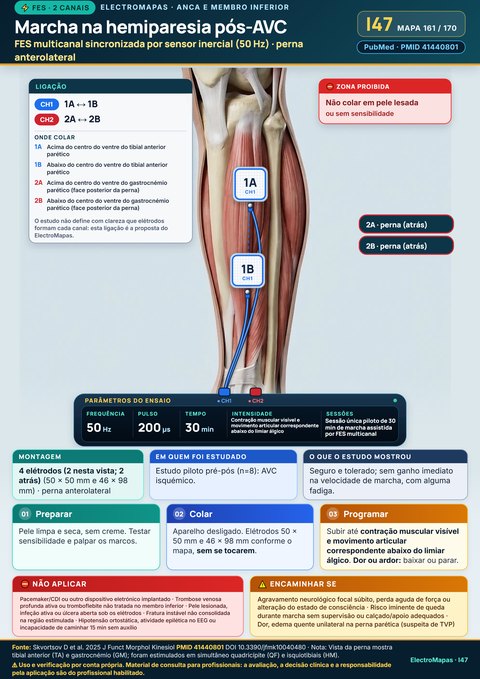 FES · 2 CANAIS
ELECTROMAPAS · ANCA E MEMBRO INFERIOR
Marcha na hemiparesia pós-AVC
FES multicanal sincronizada por sensor inercial (50 Hz) · perna
anterolateral
I47 MAPA 161 / 170
PubMed · PMID 41440801
LIGAÇÃO
CH1 1A ↔ 1B
CH2 2A ↔ 2B
ONDE COLAR
1A Acima do centro do ventre do tibial anterior
parético
1B Abaixo do centro do ventre do tibial anterior
parético
2A Acima do centro do ventre do gastrocnémio
parético (face posterior da perna)
2B Abaixo do centro do ventre do gastrocnémio
parético (face posterior da perna)
O estudo não define com clareza que elétrodos
formam cada canal: esta ligação é a proposta do
ElectroMapas.
ZONA PROIBIDA
Não colar em pele lesada
ou sem sensibilidade
1A
CH1
2A · perna (atrás)
2B · perna (atrás)
1B
CH1
CH1
CH2
PARÂMETROS DO ENSAIO
FREQUÊNCIA
50 Hz
PULSO
200 µs
TEMPO
30 min
INTENSIDADE
Contração muscular visível e
movimento articular correspondente
abaixo do limiar álgico
SESSÕES
Sessão única piloto de 30
min de marcha assistida
por FES multicanal
MONTAGEM
4 elétrodos (2 nesta vista; 2
atrás) (50 × 50 mm e 46 × 98
mm) · perna anterolateral
EM QUEM FOI ESTUDADO
Estudo piloto pré-pós (n=8): AVC
isquémico.
O QUE O ESTUDO MOSTROU
Seguro e tolerado; sem ganho imediato
na velocidade de marcha, com alguma
fadiga.
01 Preparar
Pele limpa e seca, sem creme. Testar
sensibilidade e palpar os marcos.
02 Colar
Aparelho desligado. Elétrodos 50 ×
50 mm e 46 × 98 mm conforme o
mapa, sem se tocarem.
03 Programar
Subir até contração muscular visível
e movimento articular
correspondente abaixo do limiar
álgico. Dor ou ardor: baixar ou parar.
NÃO APLICAR
Pacemaker/CDI ou outro dispositivo eletrónico implantado · Trombose venosa
profunda ativa ou tromboflebite não tratada no membro inferior · Pele lesionada,
infeção ativa ou úlcera aberta sob os elétrodos · Fratura instável não consolidada
na região estimulada · Hipotensão ortostática, atividade epilética no EEG ou
incapacidade de caminhar 15 min sem auxílio
ENCAMINHAR SE
Agravamento neurológico focal súbito, perda aguda de força ou
alteração do estado de consciência · Risco iminente de queda
durante marcha sem supervisão ou calçado/apoio adequados ·
Dor, edema quente unilateral na perna parética (suspeita de TVP)
Fonte: Skvortsov D et al. 2025 J Funct Morphol Kinesiol PMID 41440801 DOI 10.3390/jfmk10040480 · Nota: Vista da perna mostra
tibial anterior (TA) e gastrocnémio (GM); foram estimulados em simultâneo quadricípite (QF) e isquiotibiais (HM).
Uso e verificação por conta própria. Material de consulta para profissionais: a avaliação, a decisão clínica e a responsabilidade
pela aplicação são do profissional habilitado.
ElectroMapas · I47